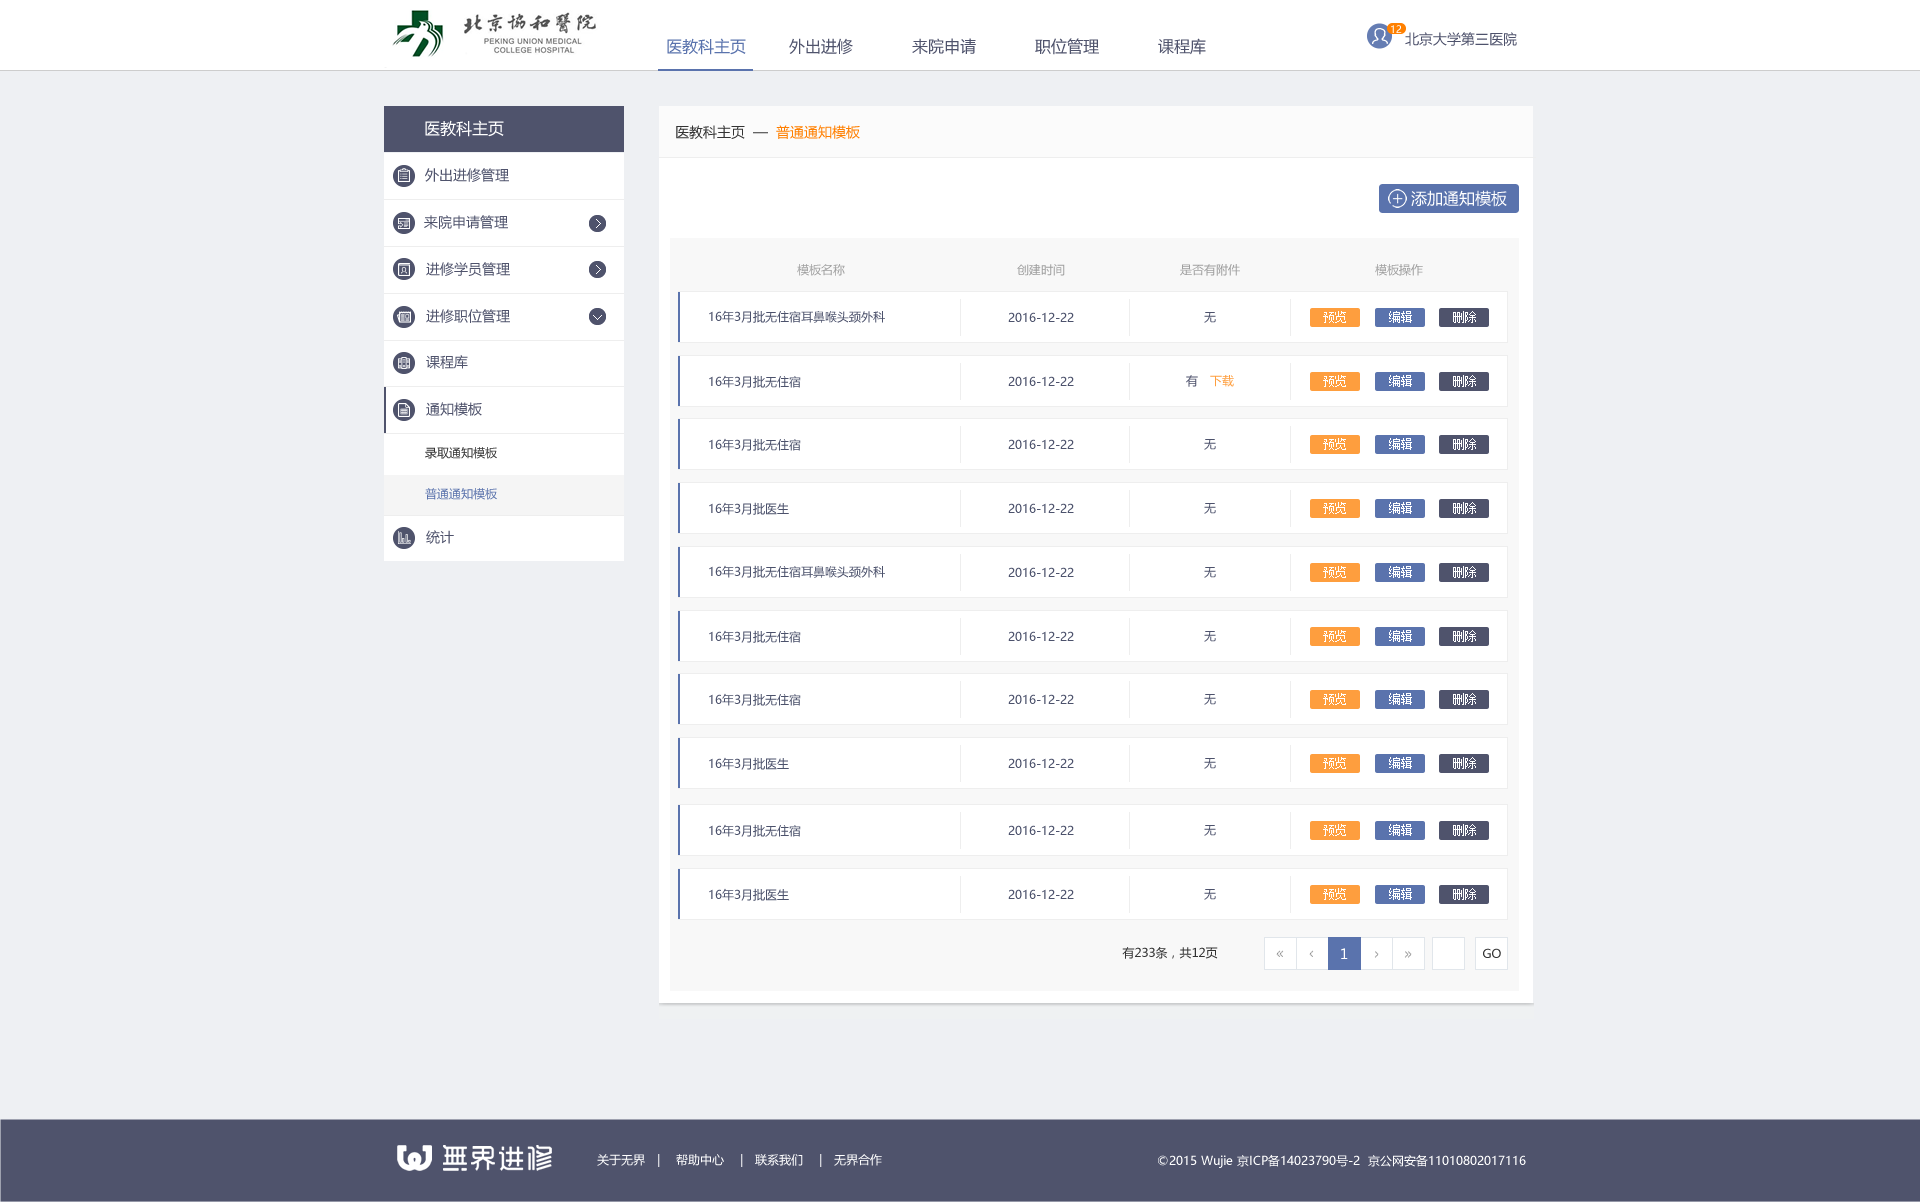 北京協和醫院
PEKING UNION MEDICAL
COLLEGE HOSPITAL
医教科主页 外出进修 来院申请 职位管理 课程库
12 北京大学第三医院
医教科主页
外出进修管理
来院申请管理
进修学员管理
进修职位管理
课程库
通知模板
录取通知模板
普通通知模板
统计
医教科主页 — 普通通知模板
添加通知模板
模板名称 创建时间 是否有附件 模板操作
16年3月批无住宿耳鼻喉头颈外科 2016-12-22 无 预览 编辑 删除
16年3月批无住宿 2016-12-22 有 下载 预览 编辑 删除
16年3月批无住宿 2016-12-22 无 预览 编辑 删除
16年3月批医生 2016-12-22 无 预览 编辑 删除
16年3月批无住宿耳鼻喉头颈外科 2016-12-22 无 预览 编辑 删除
16年3月批无住宿 2016-12-22 无 预览 编辑 删除
16年3月批无住宿 2016-12-22 无 预览 编辑 删除
16年3月批医生 2016-12-22 无 预览 编辑 删除
16年3月批无住宿 2016-12-22 无 预览 编辑 删除
16年3月批医生 2016-12-22 无 预览 编辑 删除
有233条，共12页 « ‹ 1 › » GO
無界进修 关于无界 | 帮助中心 | 联系我们 | 无界合作 ©2015 Wujie 京ICP备14023790号-2 京公网安备11010802017116